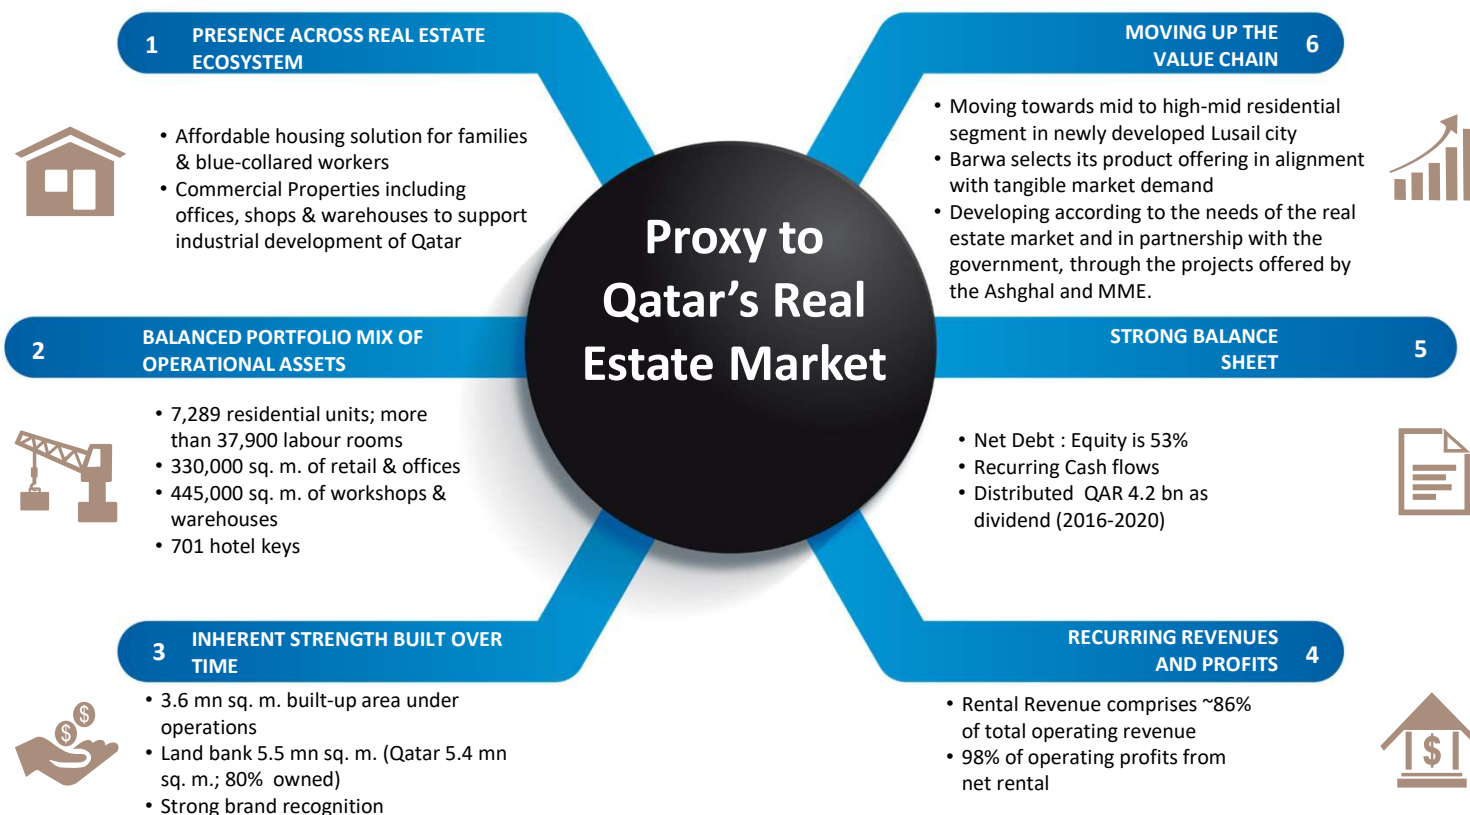 1
PRESENCE ACROSS REAL ESTATE
ECOSYSTEM
• Affordable housing solution for families
& blue-collared workers
• Commercial Properties including
offices, shops & warehouses to support
industrial development of Qatar
2
BALANCED PORTFOLIO MIX OF
OPERATIONAL ASSETS
• 7,289 residential units; more
than 37,900 labour rooms
• 330,000 sq. m. of retail & offices
• 445,000 sq. m. of workshops &
warehouses
• 701 hotel keys
3
INHERENT STRENGTH BUILT OVER
TIME
• 3.6 mn sq. m. built-up area under
operations
• Land bank 5.5 mn sq. m. (Qatar 5.4 mn
sq. m.; 80% owned)
• Strong brand recognition
$
$
Proxy to
Qatar's Real
Estate Market
MOVING UP THE
VALUE CHAIN
6
• Moving towards mid to high-mid residential
segment in newly developed Lusail city
• Barwa selects its product offering in alignment
with tangible market demand
• Developing according to the needs of the real
estate market and in partnership with the
government, through the projects offered by
the Ashghal and MME.
STRONG BALANCE
SHEET
5
• Net Debt : Equity is 53%
• Recurring Cash flows
• Distributed QAR 4.2 bn as
dividend (2016-2020)
RECURRING REVENUES
AND PROFITS
4
• Rental Revenue comprises ~86%
of total operating revenue
• 98% of operating profits from
net rental
$